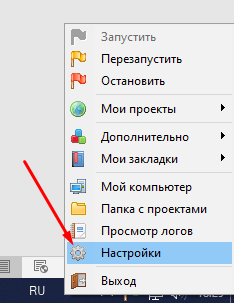 Запустить
Перезапустить
Остановить
Мои проекты
Дополнительно
Мои закладки
Мой компьютер
Папка с проектами
Просмотр логов
Настройки
Выход
RU